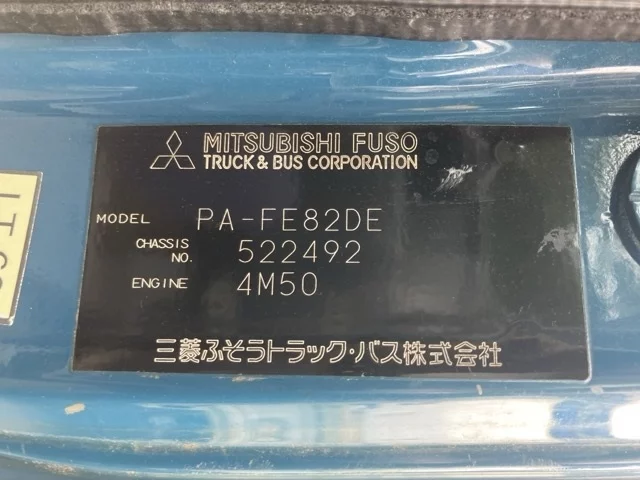 MITSUBISHI FUSO
TRUCK & BUS CORPORATION
MODEL PA-FE82DE
CHASSIS NO. 522492
ENGINE 4M50
三菱ふそうトラック・バス株式会社